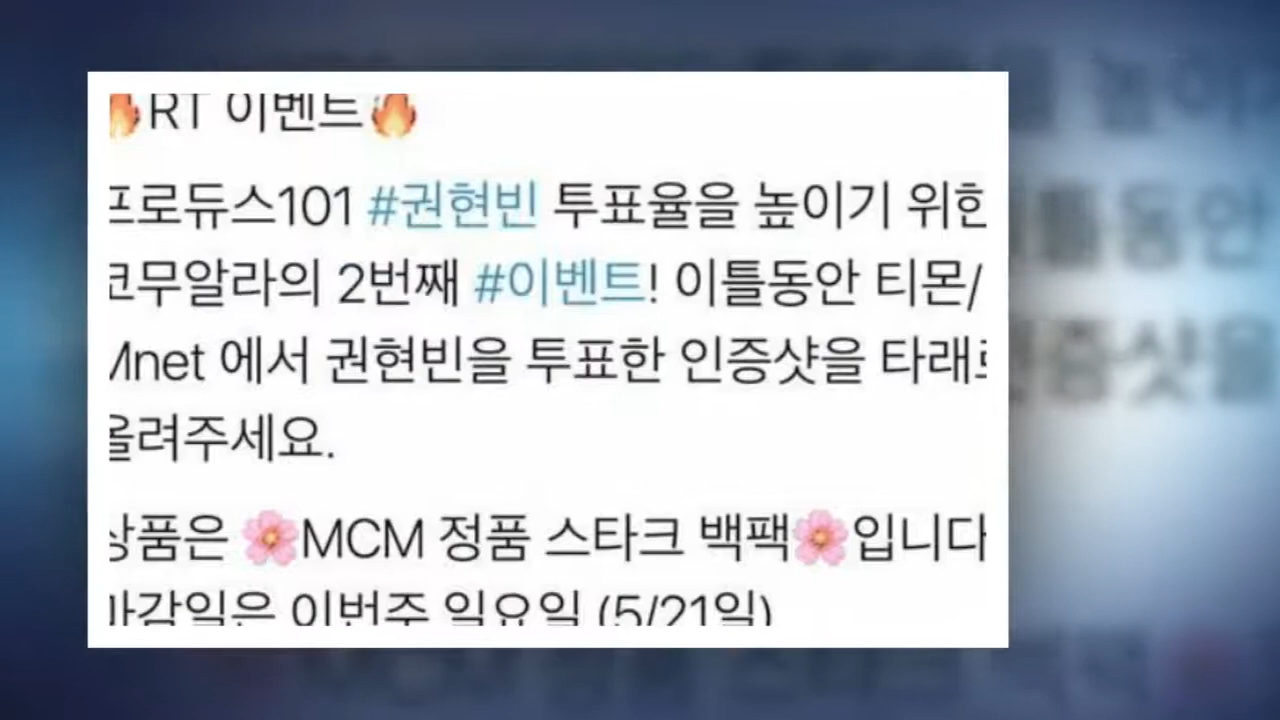 🔥RT 이벤트🔥
프로듀스101 #권현빈 투표율을 높이기 위한
코무알라의 2번째 #이벤트! 이틀동안 티몬/
Mnet 에서 권현빈을 투표한 인증샷을 타래로
올려주세요.
상품은 🌸MCM 정품 스타크 백팩🌸입니다
마감일은 이번주 일요일 (5/21일)